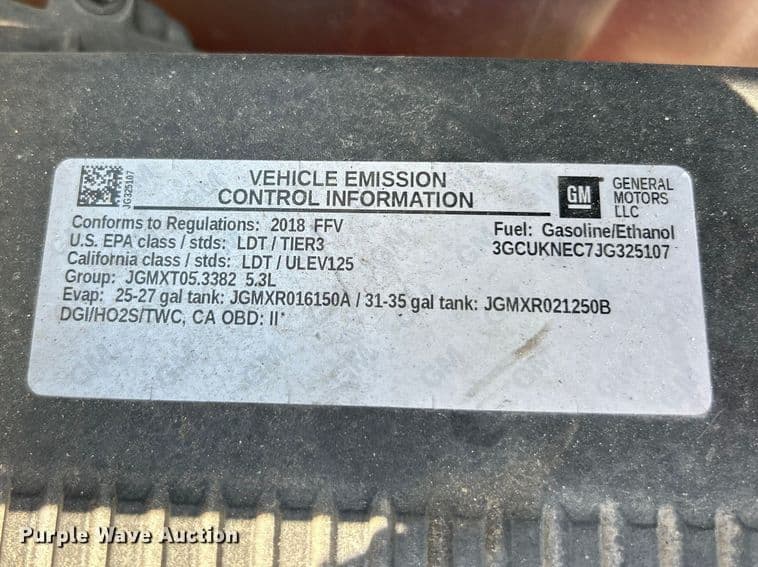 JG325107
VEHICLE EMISSION
CONTROL INFORMATION
GM
GENERAL
MOTORS
LLC
Conforms to Regulations: 2018 FFV
U.S. EPA class / stds: LDT / TIER3
California class / stds: LDT / ULEV125
Group: JGMXT05.3382 5.3L
Evap: 25-27 gal tank: JGMXR016150A / 31-35 gal tank: JGMXR021250B
DGI/HO2S/TWC, CA OBD: II*
Fuel: Gasoline/Ethanol
3GCUKNEC7JG325107
Purple Wave Auction